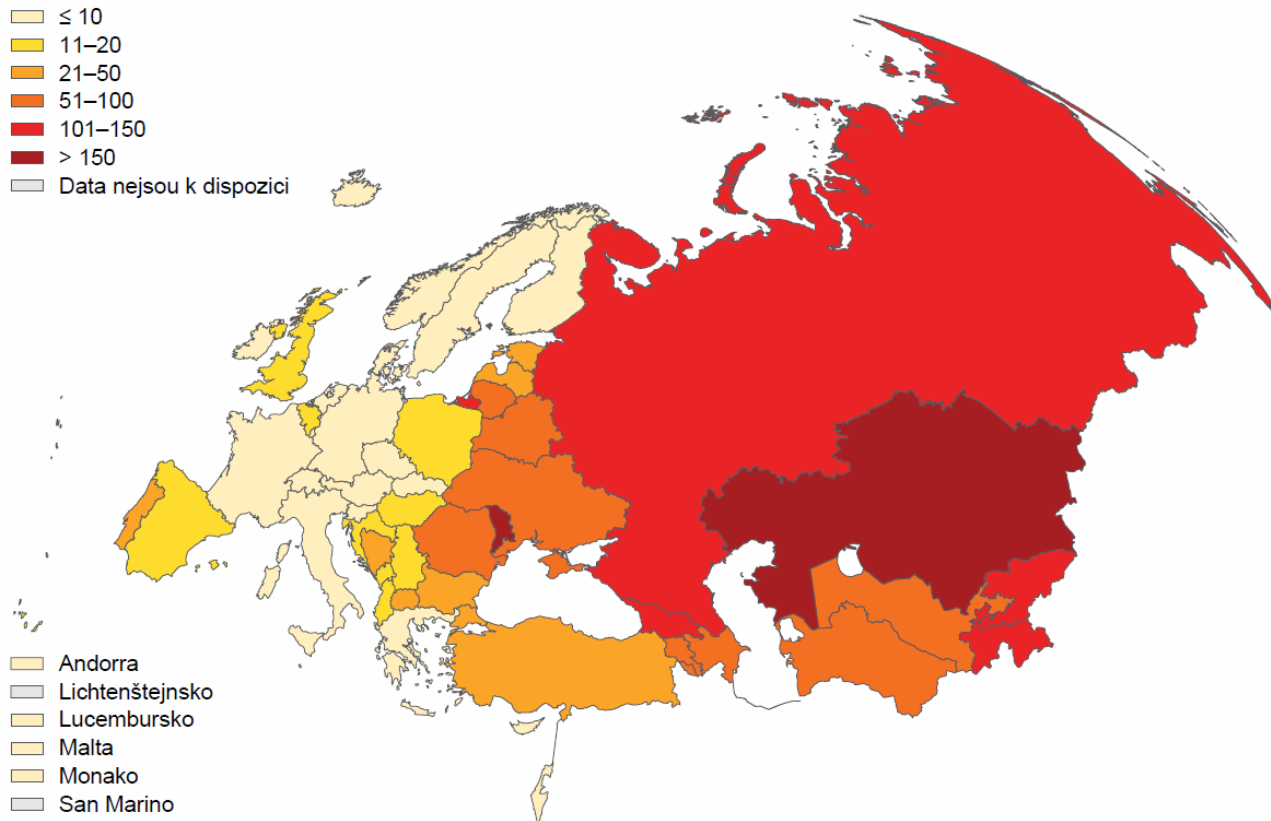 ≤ 10
11–20
21–50
51–100
101–150
> 150
Data nejsou k dispozici
Andorra
Lichtenštejnsko
Lucembursko
Malta
Monako
San Marino